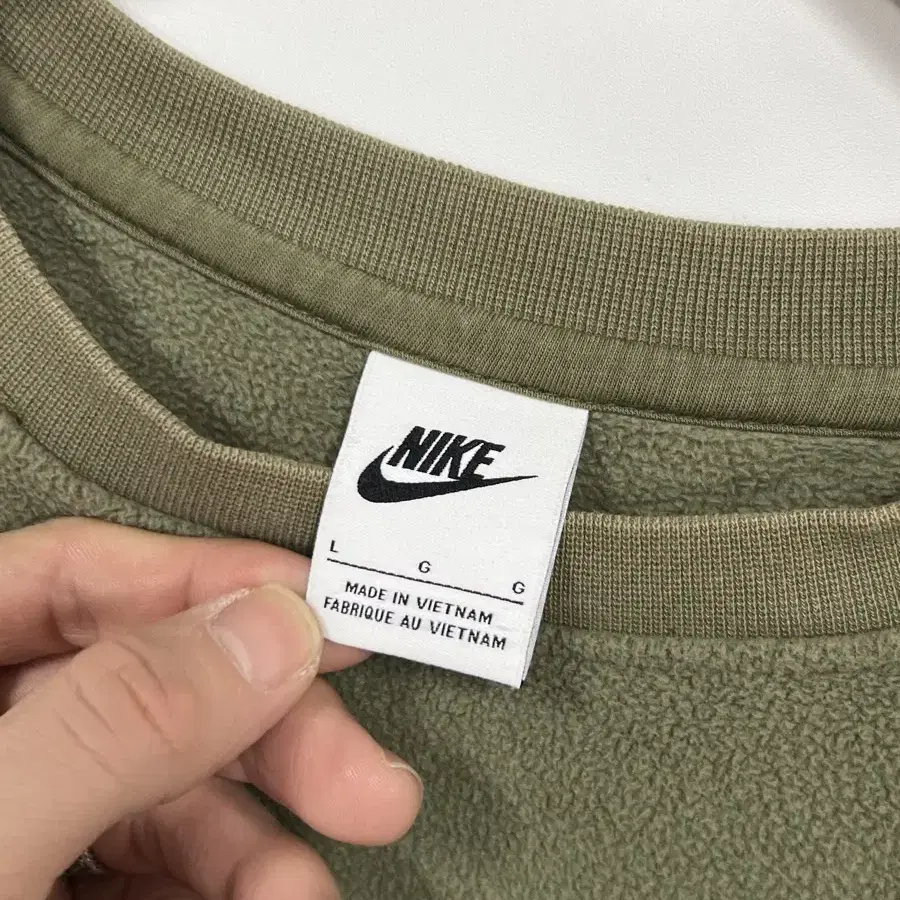 NIKE
L G G
MADE IN VIETNAM
FABRIQUE AU VIETNAM